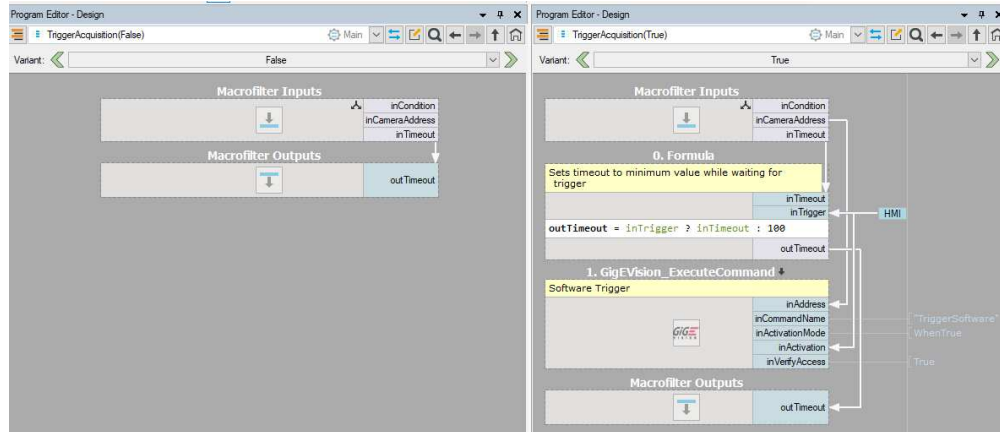 Program Editor - Design
TriggerAcquisition(False)
Main
Variant:
False
Macrofilter Inputs
inCondition
inCameraAddress
inTimeout
Macrofilter Outputs
outTimeout
Program Editor - Design
TriggerAcquisition(True)
Main
Variant:
True
Macrofilter Inputs
inCondition
inCameraAddress
inTimeout
0. Formula
Sets timeout to minimum value while waiting for
trigger
inTimeout
inTrigger
HMI
outTimeout = inTrigger ? inTimeout : 100
outTimeout
1. GigEVision_ExecuteCommand
Software Trigger
inAddress
inCommandName
"TriggerSoftware"
GIGE
VISION
inActivationMode
WhenTrue
inActivation
inVerifyAccess
True
Macrofilter Outputs
outTimeout